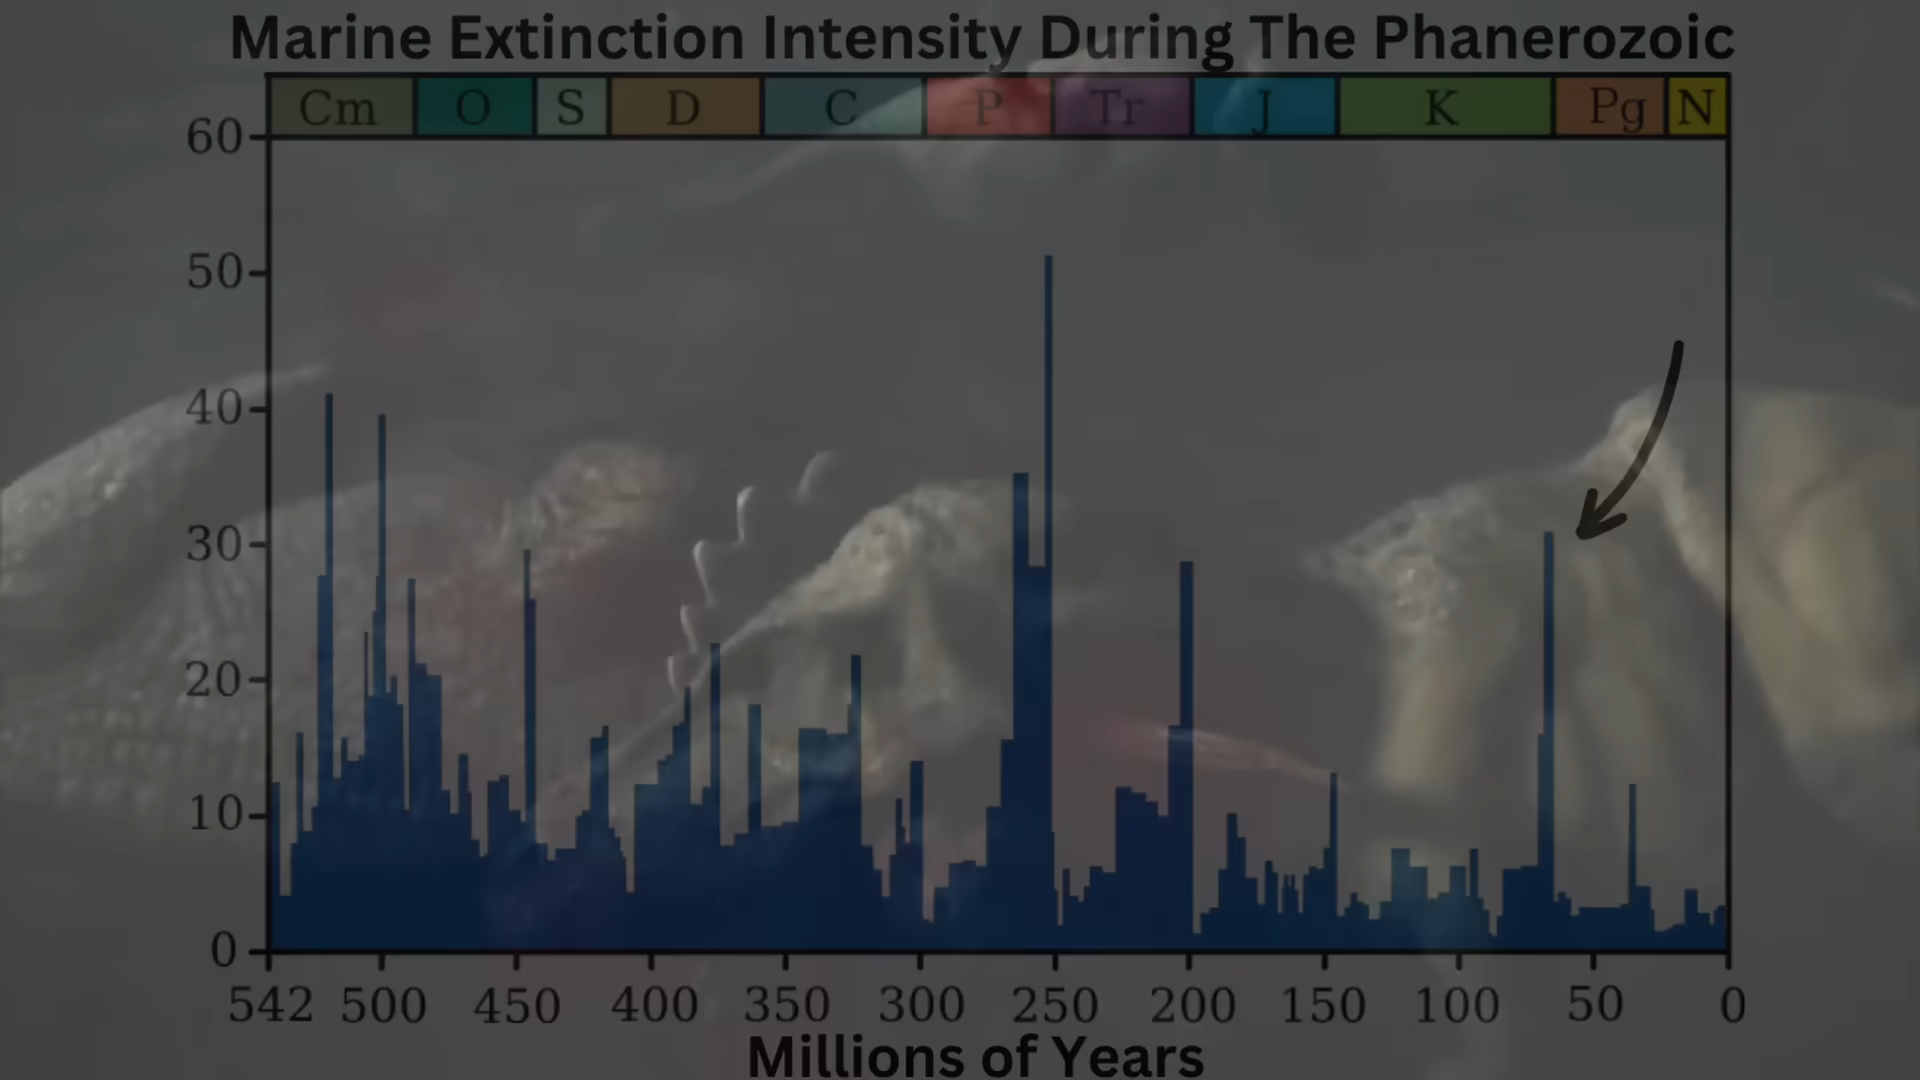 Marine Extinction Intensity During The Phanerozoic
Cm O S D C P Tr J K Pg N
60
50
40
30
20
10
0
542 500 450 400 350 300 250 200 150 100 50 0
Millions of Years